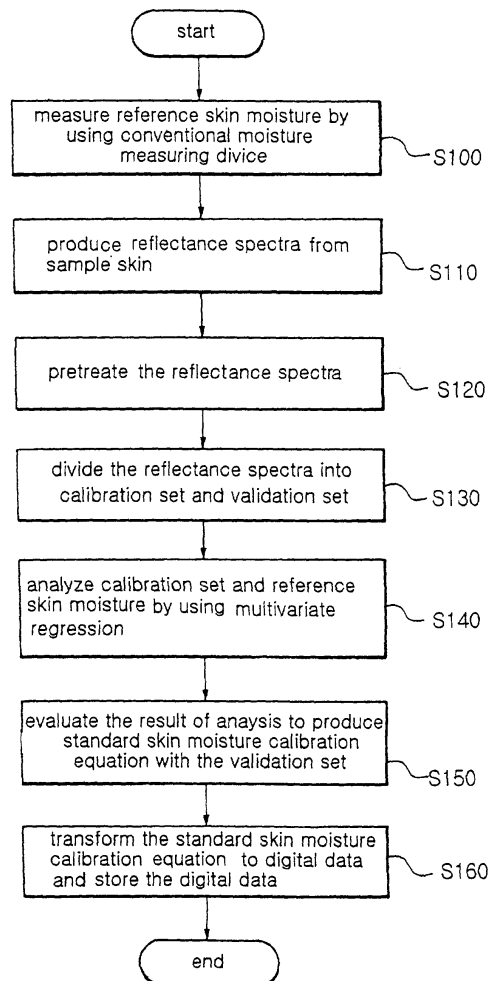 start
measure reference skin moisture by
using conventional moisture
measuring divice
S100
produce reflectance spectra from
sample skin
S110
pretreate the reflectance spectra
S120
divide the reflectance spectra into
calibration set and validation set
S130
analyze calibration set and reference
skin moisture by using multivariate
regression
S140
evaluate the result of anaysis to produce
standard skin moisture calibration
equation with the validation set
S150
transform the standard skin moisture
calibration equation to digital data
and store the digital data
S160
end